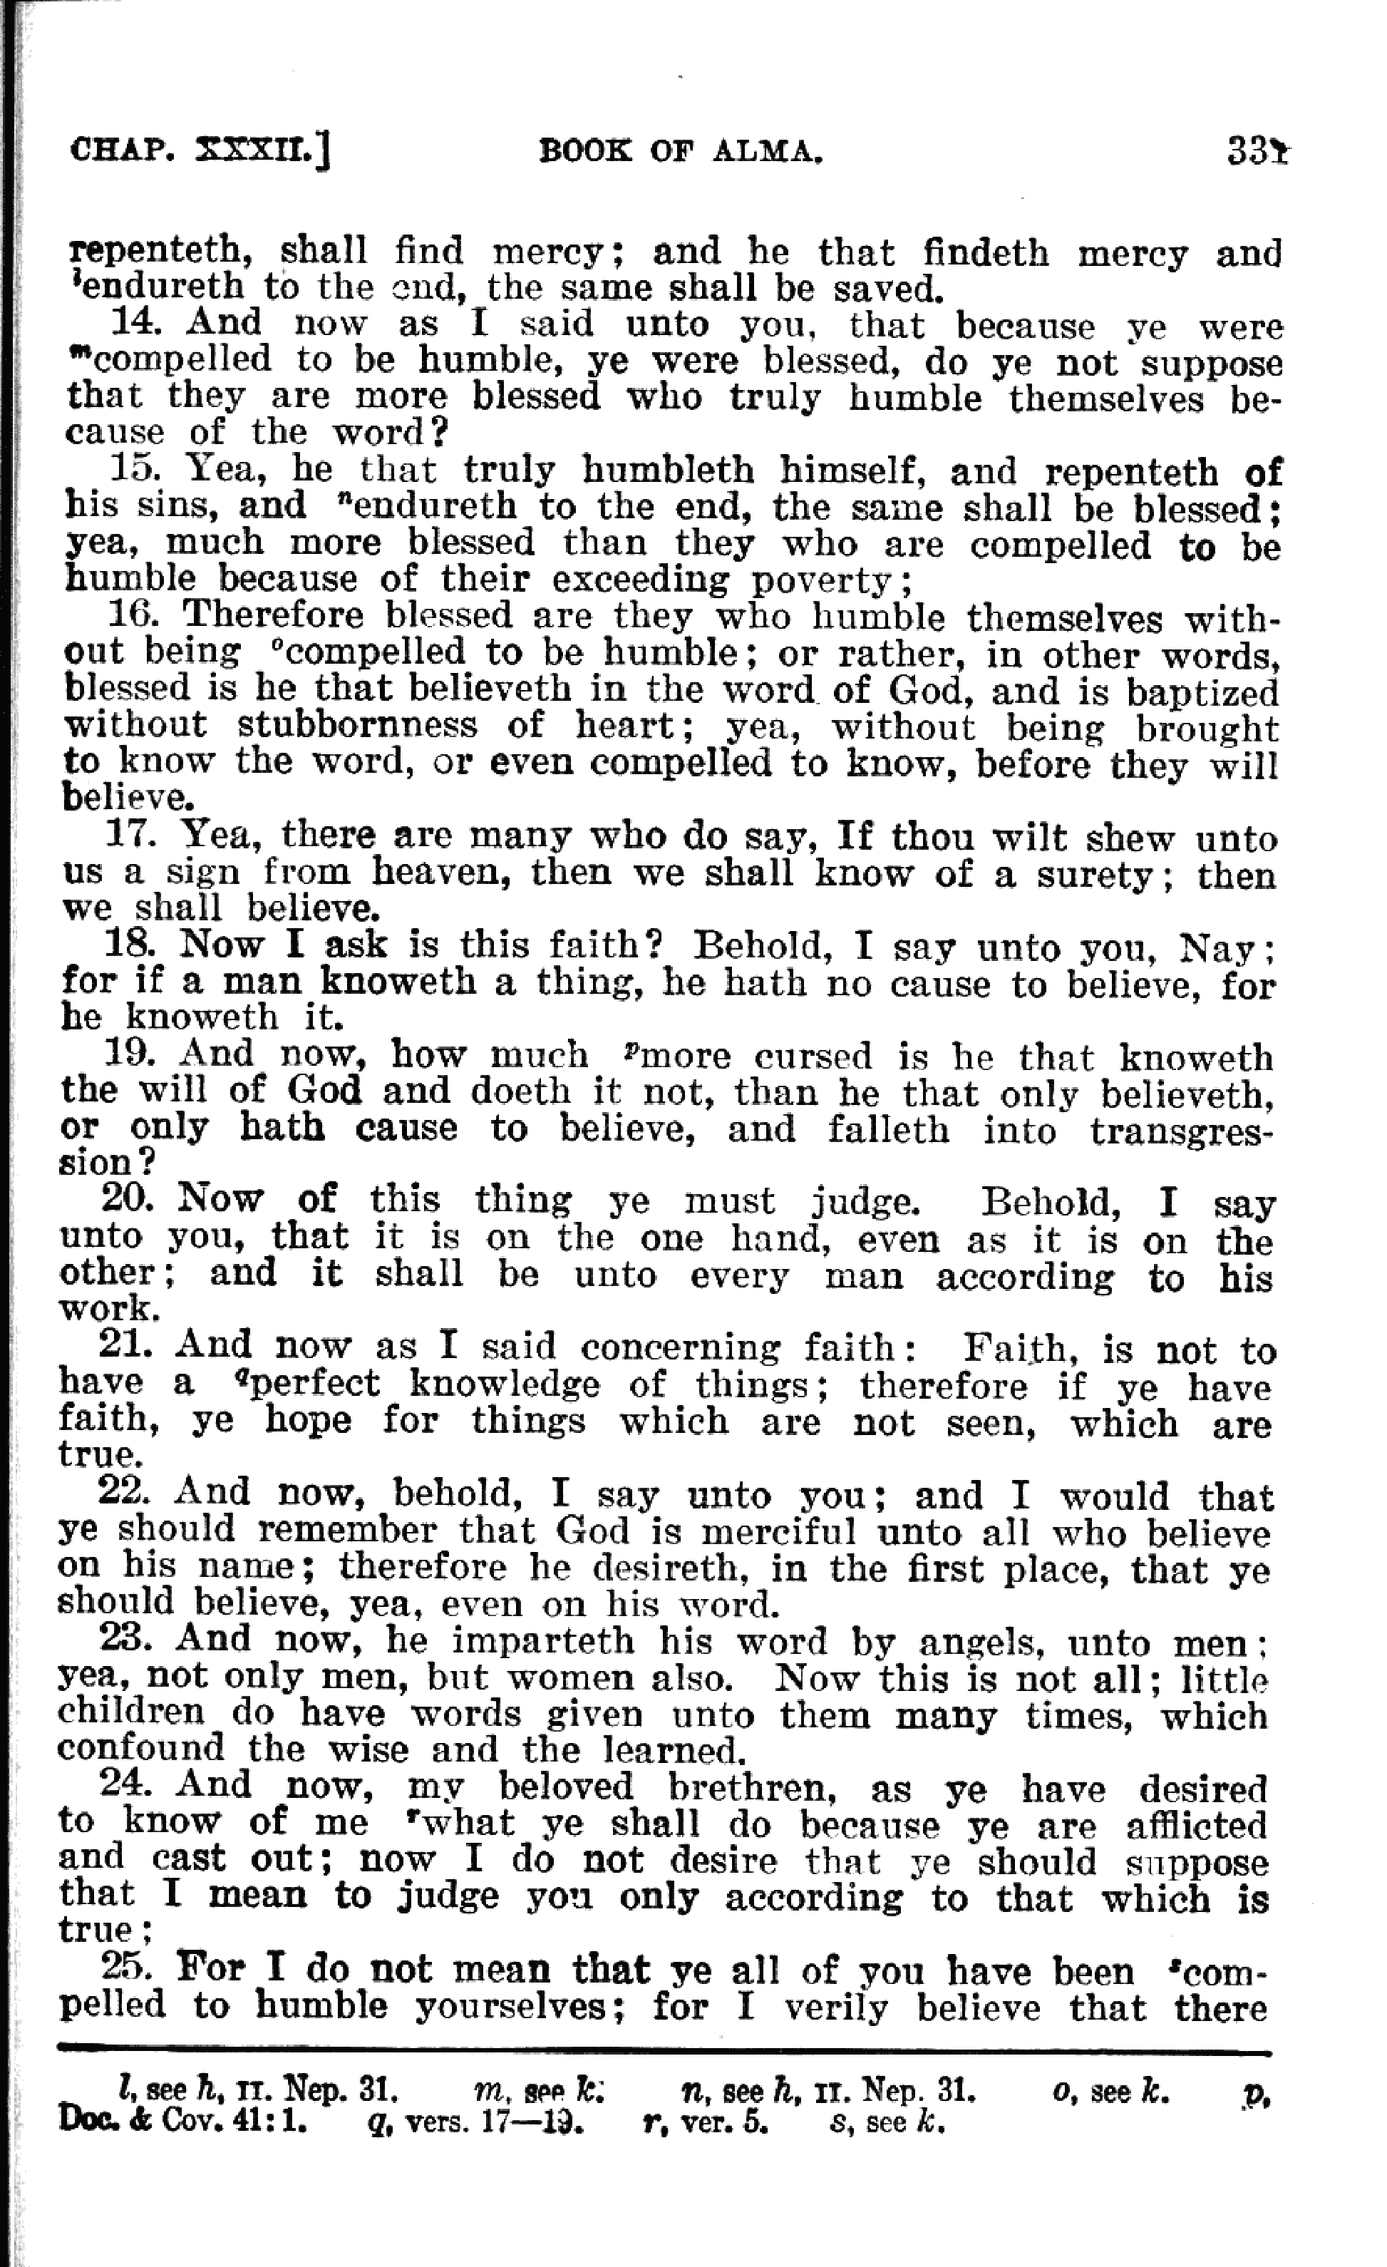 CHAP. XXXII.] BOOK OF ALMA. 331
repenteth, shall find mercy; and he that findeth mercy and
ˡendureth to the end, the same shall be saved.
14. And now as I said unto you, that because ye were
ᵐcompelled to be humble, ye were blessed, do ye not suppose
that they are more blessed who truly humble themselves be-
cause of the word?
15. Yea, he that truly humbleth himself, and repenteth of
his sins, and ⁿendureth to the end, the same shall be blessed;
yea, much more blessed than they who are compelled to be
humble because of their exceeding poverty;
16. Therefore blessed are they who humble themselves with-
out being ᵒcompelled to be humble; or rather, in other words,
blessed is he that believeth in the word of God, and is baptized
without stubbornness of heart; yea, without being brought
to know the word, or even compelled to know, before they will
believe.
17. Yea, there are many who do say, If thou wilt shew unto
us a sign from heaven, then we shall know of a surety; then
we shall believe.
18. Now I ask is this faith? Behold, I say unto you, Nay;
for if a man knoweth a thing, he hath no cause to believe, for
he knoweth it.
19. And now, how much ᵖmore cursed is he that knoweth
the will of God and doeth it not, than he that only believeth,
or only hath cause to believe, and falleth into transgres-
sion?
20. Now of this thing ye must judge. Behold, I say
unto you, that it is on the one hand, even as it is on the
other; and it shall be unto every man according to his
work.
21. And now as I said concerning faith: Faith, is not to
have a qperfect knowledge of things; therefore if ye have
faith, ye hope for things which are not seen, which are
true.
22. And now, behold, I say unto you; and I would that
ye should remember that God is merciful unto all who believe
on his name; therefore he desireth, in the first place, that ye
should believe, yea, even on his word.
23. And now, he imparteth his word by angels, unto men;
yea, not only men, but women also. Now this is not all; little
children do have words given unto them many times, which
confound the wise and the learned.
24. And now, my beloved brethren, as ye have desired
to know of me ʳwhat ye shall do because ye are afflicted
and cast out; now I do not desire that ye should suppose
that I mean to judge you only according to that which is
true;
25. For I do not mean that ye all of you have been ˢcom-
pelled to humble yourselves; for I verily believe that there
l, see h, II. Nep. 31. m, see k. n, see h, II. Nep. 31. o, see k. p,
Doc. & Cov. 41:1. q, vers. 17—19. r, ver. 5. s, see k.